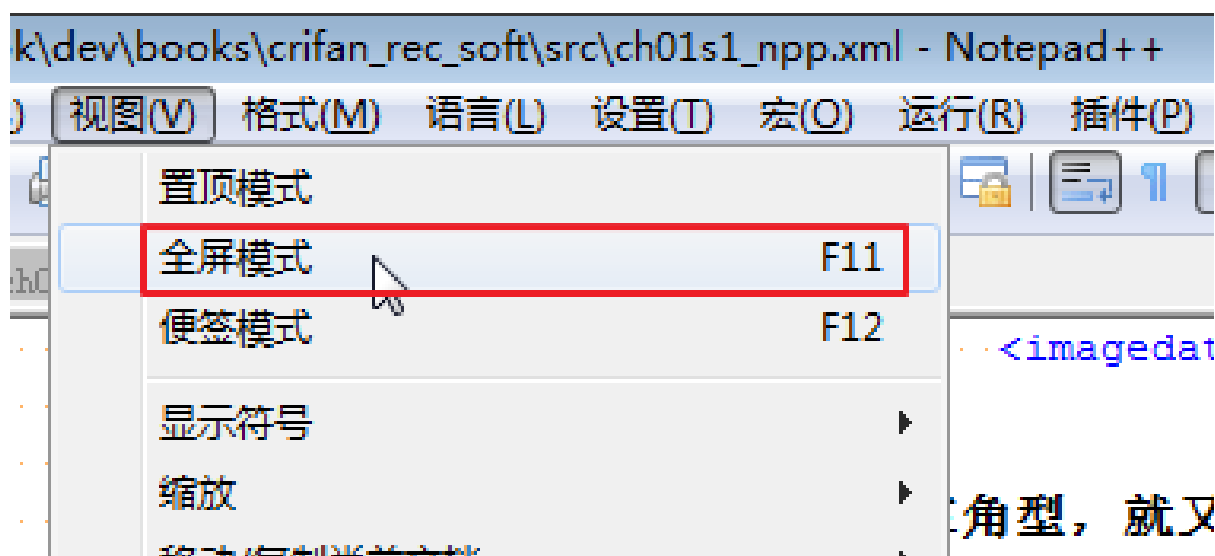 k\dev\books\crifan_rec_soft\src\ch01s1_npp.xml - Notepad++
) 视图(V) 格式(M) 语言(L) 设置(T) 宏(O) 运行(R) 插件(P)
置顶模式
全屏模式 F11
便签模式 F12
<imagedat
显示符号
缩放
角型，就又